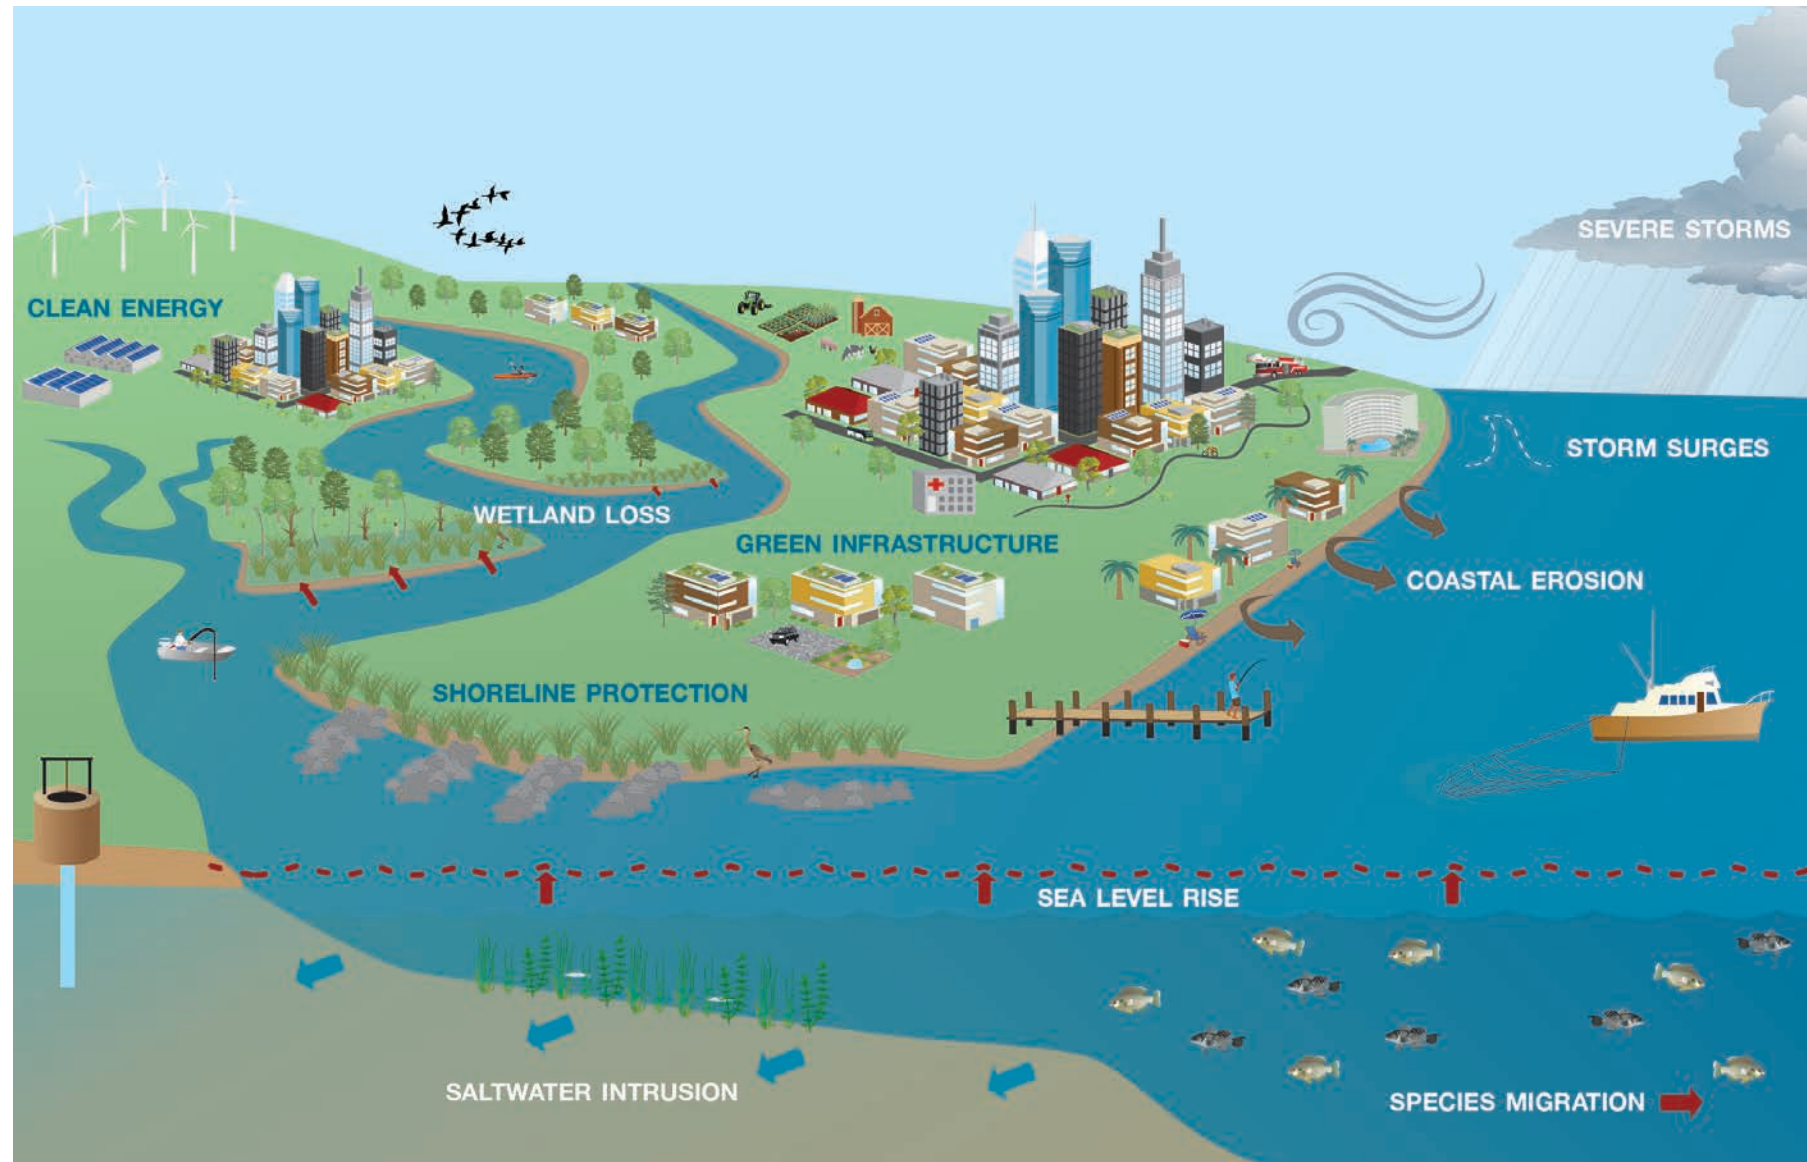 SEVERE STORMS
CLEAN ENERGY
STORM SURGES
WETLAND LOSS
GREEN INFRASTRUCTURE
COASTAL EROSION
SHORELINE PROTECTION
SEA LEVEL RISE
SALTWATER INTRUSION
SPECIES MIGRATION